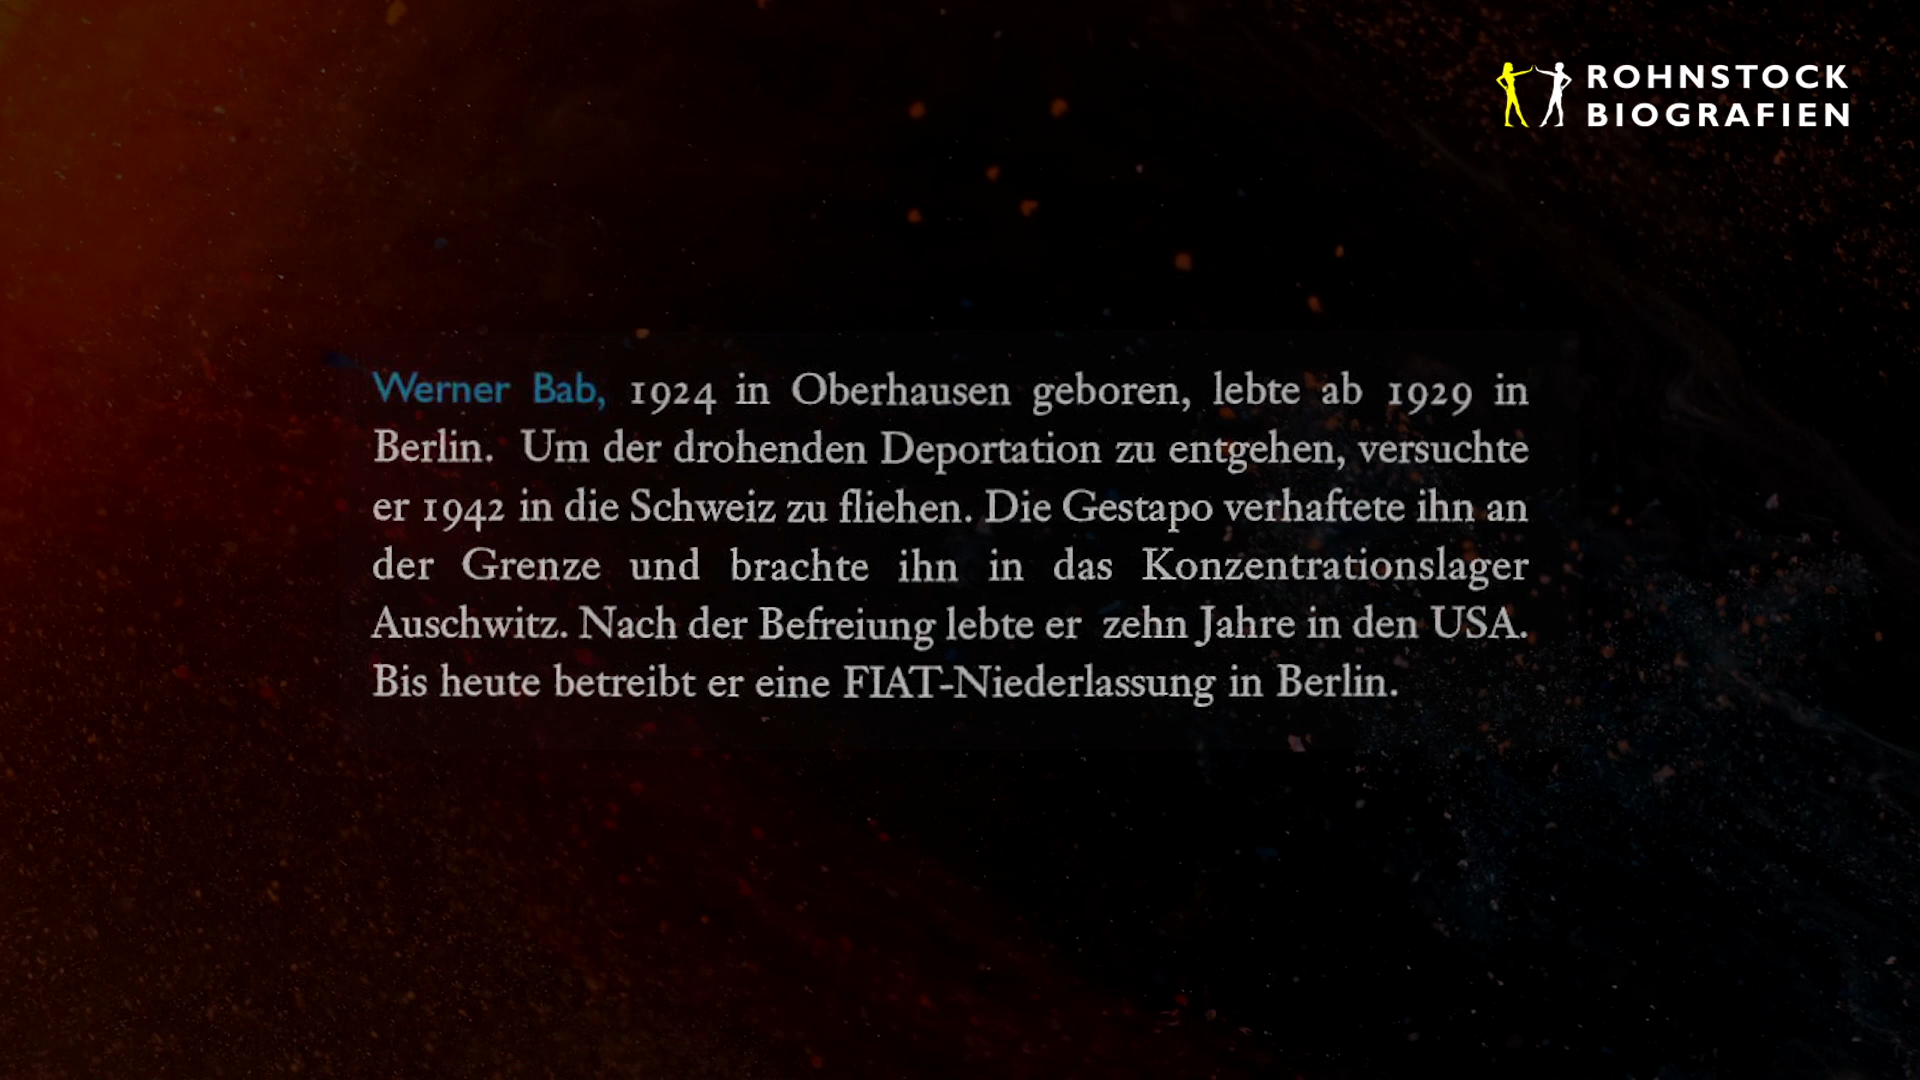 ROHNSTOCK
BIOGRAFIEN
Werner Bab, 1924 in Oberhausen geboren, lebte ab 1929 in
Berlin. Um der drohenden Deportation zu entgehen, versuchte
er 1942 in die Schweiz zu fliehen. Die Gestapo verhaftete ihn an
der Grenze und brachte ihn in das Konzentrationslager
Auschwitz. Nach der Befreiung lebte er zehn Jahre in den USA.
Bis heute betreibt er eine FIAT-Niederlassung in Berlin.